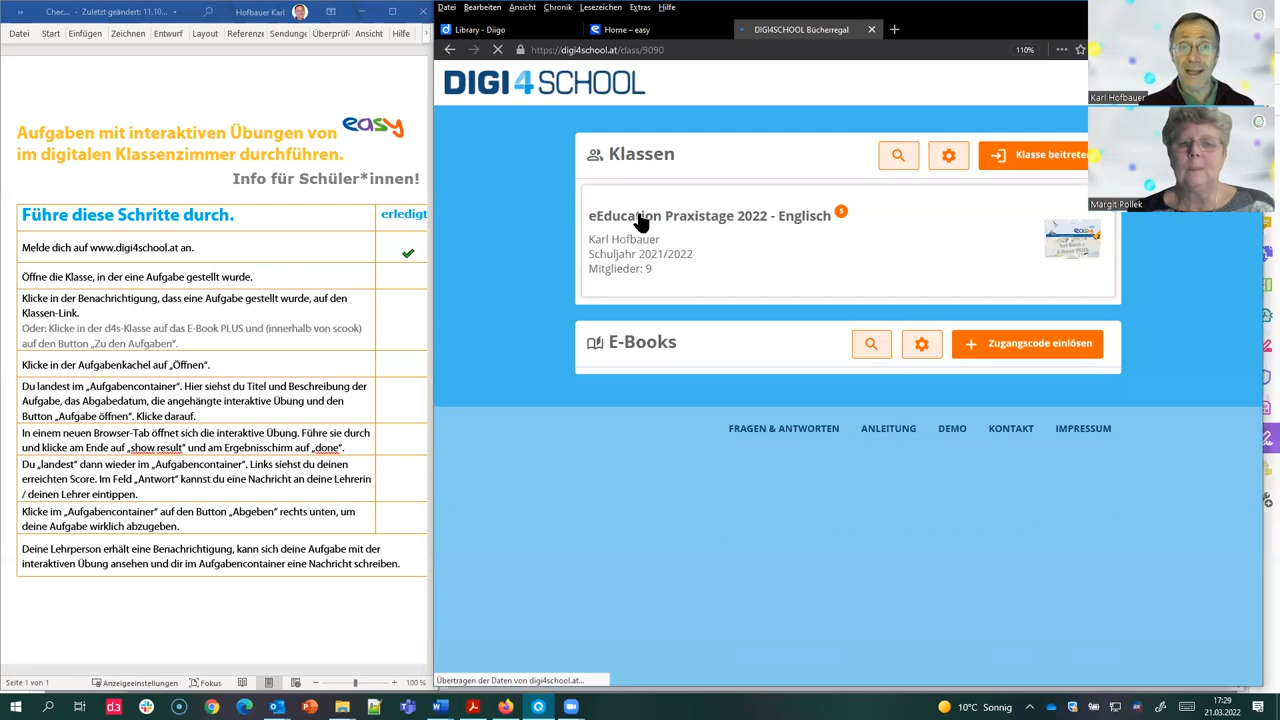 Chec...
Hofbauer Karl
Datei
Start
Einfügen
Zeichnen
Entwurf
Layout
Referenze
Sendunge
Überprüf
Ansicht
Hilfe
Datei Bearbeiten Ansicht Chronik Lesezeichen Extras Hilfe
Library - Diigo
Home – easy
DIGI4SCHOOL Bücherregal
https://digi4school.at/class/9090
110%
DIGI4SCHOOL
Klassen
Klasse beitreten
eEducation Praxistage 2022 - Englisch
5
Karl Hofbauer
Schuljahr 2021/2022
Mitglieder: 9
E-Books
Zugangscode einlösen
FRAGEN & ANTWORTEN
ANLEITUNG
DEMO
KONTAKT
IMPRESSUM
Übertragen der Daten von digi4school.at...
Karl Hofbauer
Margit Pollek
Aufgaben mit interaktiven Übungen von easy
im digitalen Klassenzimmer durchführen.
Info für Schüler*innen!
Führe diese Schritte durch.
erledigt
Melde dich auf www.digi4school.at an.
Öffne die Klasse, in der eine Aufgabe gestellt wurde.
Klicke in der Benachrichtigung, dass eine Aufgabe gestellt wurde, auf den
Klassen-Link.
Oder: Klicke in der d4s-Klasse auf das E-Book PLUS und (innerhalb von scook)
auf den Button „Zu den Aufgaben“.
Klicke in der Aufgabenkachel auf „Öffnen“.
Du landest im „Aufgabencontainer“. Hier siehst du Titel und Beschreibung der
Aufgabe, das Abgabedatum, die angehängte interaktive Übung und den
Button „Aufgabe öffnen“. Klicke darauf.
In einem neuen Browser-Tab öffnet sich die interaktive Übung. Führe sie durch
und klicke am Ende auf „show result“ und am Ergebnisschirm auf „done“.
Du „landest“ dann wieder im „Aufgabencontainer“. Links siehst du deinen
erreichten Score. Im Feld „Antwort“ kannst du eine Nachricht an deine Lehrerin
/ deinen Lehrer eintippen.
Klicke im „Aufgabencontainer“ auf den Button „Abgeben“ rechts unten, um
deine Aufgabe wirklich abzugeben.
Deine Lehrperson erhält eine Benachrichtigung, kann sich deine Aufgabe mit der
interaktiven Übung ansehen und dir im Aufgabencontainer eine Nachricht schreiben.
Seite 1 von 1
Anzeigeeinstellungen
Fokus
100 %
10°C Sonnig
17:29
21.03.2022